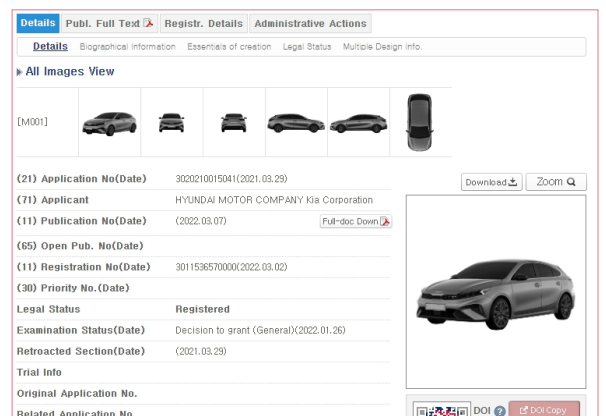 Details Publ. Full Text Registr. Details Administrative Actions
Details Biographical Information Essentials of creation Legal Status Multiple Design Info.
All Images View
[M001]
(21) Application No(Date) 3020210015041(2021.03.29)
Download Zoom
(71) Applicant HYUNDAI MOTOR COMPANY Kia Corporation
(11) Publication No(Date) (2022.03.07) Full-doc Down
(65) Open Pub. No(Date)
(11) Registration No(Date) 3011536570000(2022.03.02)
(30) Priority No.(Date)
Legal Status Registered
Examination Status(Date) Decision to grant (General)(2022.01.26)
Retroacted Section(Date) (2021.03.29)
Trial Info
Original Application No.
Related Application No.
DOI ? DOI Copy